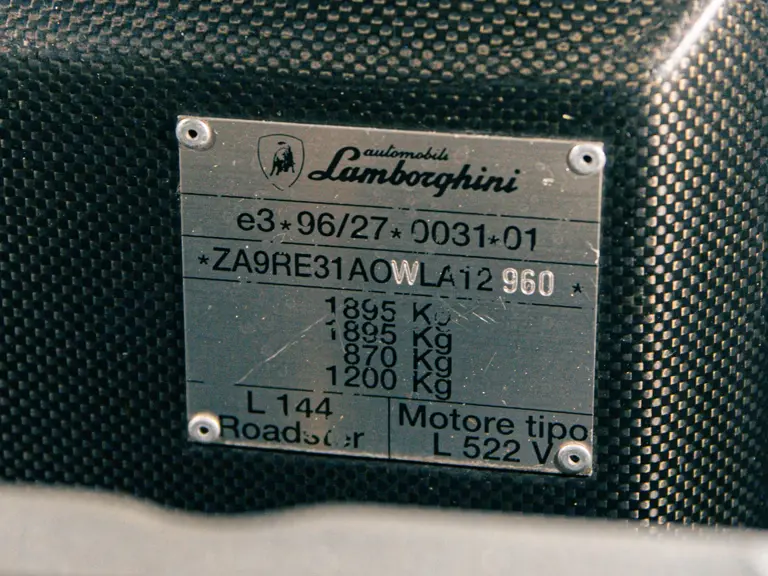 automobili
Lamborghini
e3*96/27*0031*01
*ZA9RE31AOWLA12960*
1895 Kg
1895 Kg
870 Kg
1200 Kg
L 144
Roadster
Motore tipo
L 522 V